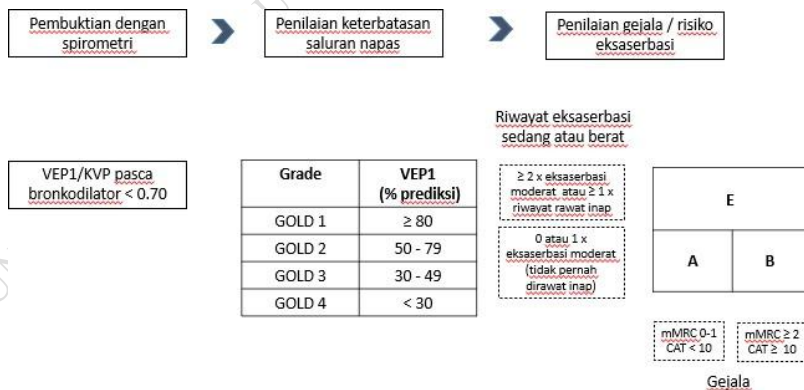 Pembuktian dengan
spirometri
Penilaian keterbatasan
saluran napas
Penilaian gejala / risiko
eksaserbasi
VEP1/KVP pasca
bronkodilator < 0.70
Grade VEP1
(% prediksi)
GOLD 1 ≥ 80
GOLD 2 50 - 79
GOLD 3 30 - 49
GOLD 4 < 30
Riwayat eksaserbasi
sedang atau berat
≥ 2 x eksaserbasi
moderat atau ≥ 1 x
riwayat rawat inap
0 atau 1 x
eksaserbasi moderat
(tidak pernah
dirawat inap)
E
A B
mMRC 0-1
CAT < 10
mMRC ≥ 2
CAT ≥ 10
Gejala